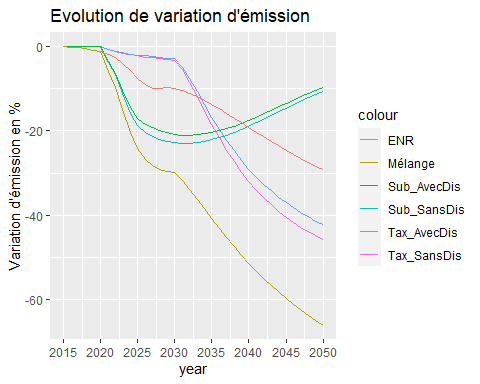 Evolution de variation d'émission
Variation d'émission en %
0
-20
-40
-60
2015 2020 2025 2030 2035 2040 2045 2050
year
colour
ENR
Mélange
Sub_AvecDis
Sub_SansDis
Tax_AvecDis
Tax_SansDis